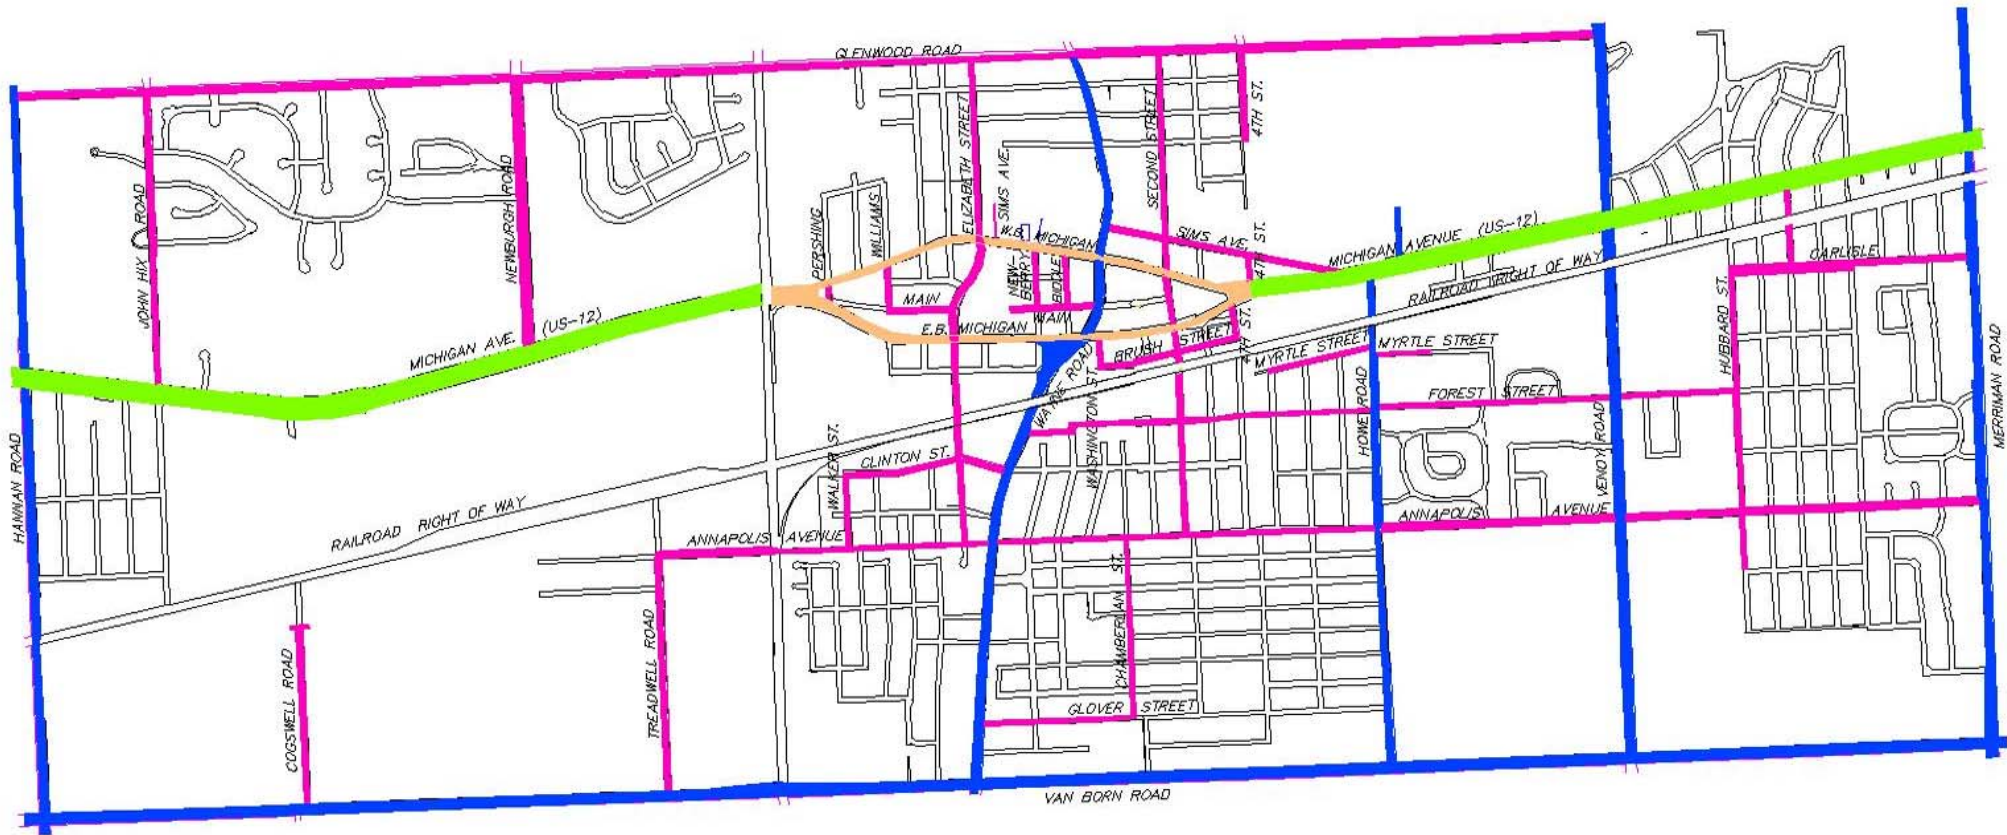 GLENWOOD ROAD
4TH ST.
SECOND STREET
ELIZABETH STREET
SIMS AVE.
JOHN HIX ROAD
NEWBURGH ROAD
PERSHING
WILLIAMS
W.B. MICHIGAN
SIMS AVE.
4TH ST.
MICHIGAN AVENUE (US-12)
NEW-
BERRY
BIDDLE
MAIN
MAIN
E.B. MICHIGAN
RAILROAD RIGHT OF WAY
CARLISLE
HUBBARD ST.
MICHIGAN AVE. (US-12)
BRUSH STREET
4TH ST.
MYRTLE STREET
MYRTLE STREET
WAYNE ROAD
WASHINGTON ST.
HOWE ROAD
FOREST STREET
VENOY ROAD
MERRIMAN ROAD
HANNAN ROAD
WALKER ST.
CLINTON ST.
RAILROAD RIGHT OF WAY
ANNAPOLIS AVENUE
ANNAPOLIS AVENUE
CHAMBERLAN ST.
COGSWELL ROAD
TREADWELL ROAD
GLOVER STREET
VAN BORN ROAD